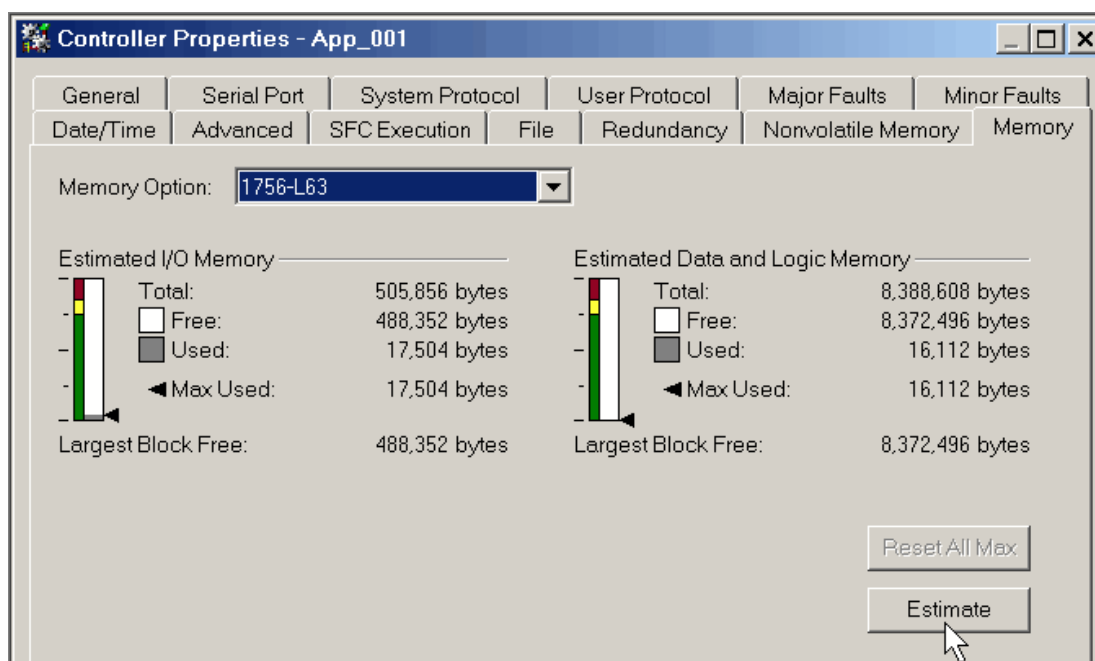 Controller Properties - App_001
General Serial Port System Protocol User Protocol Major Faults Minor Faults
Date/Time Advanced SFC Execution File Redundancy Nonvolatile Memory Memory
Memory Option: 1756-L63
Estimated I/O Memory
Total: 505,856 bytes
Free: 488,352 bytes
Used: 17,504 bytes
Max Used: 17,504 bytes
Largest Block Free: 488,352 bytes
Estimated Data and Logic Memory
Total: 8,388,608 bytes
Free: 8,372,496 bytes
Used: 16,112 bytes
Max Used: 16,112 bytes
Largest Block Free: 8,372,496 bytes
Reset All Max
Estimate